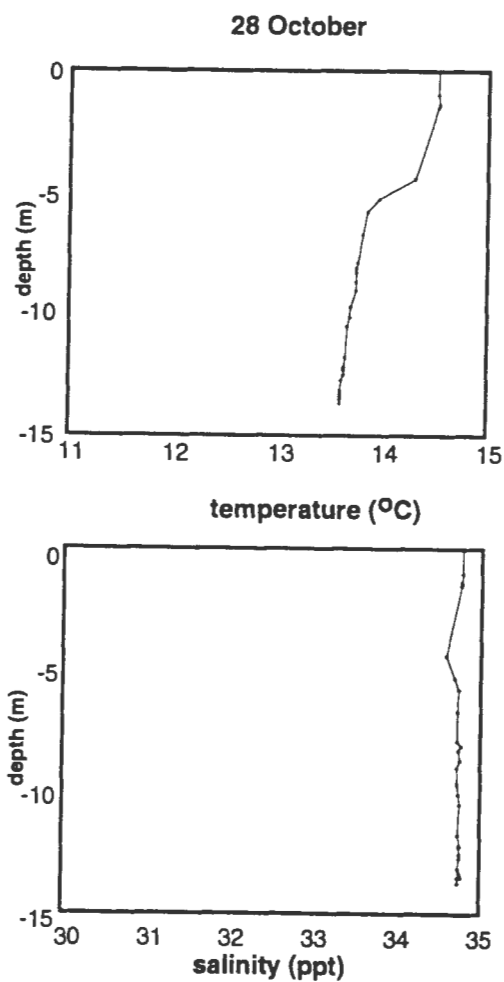 28 October
0
-5
-10
-15
depth (m)
11 12 13 14 15
temperature (°C)
0
-5
-10
-15
depth (m)
30 31 32 33 34 35
salinity (ppt)